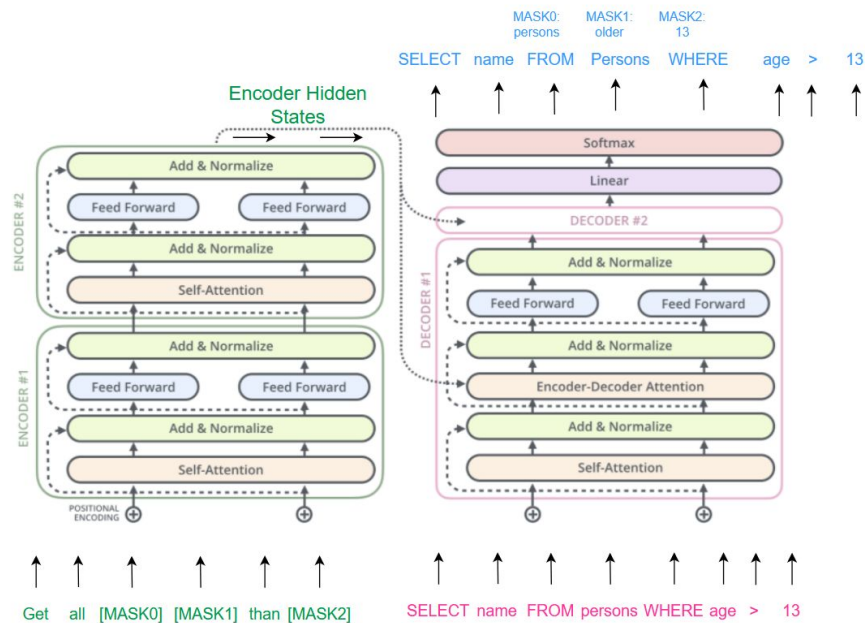 MASK0:
persons
MASK1:
older
MASK2:
13
SELECT name FROM Persons WHERE age > 13
Encoder Hidden
States
ENCODER #2
Add & Normalize
Feed Forward Feed Forward
Add & Normalize
Self-Attention
ENCODER #1
Add & Normalize
Feed Forward Feed Forward
Add & Normalize
Self-Attention
POSITIONAL
ENCODING
Get all [MASK0] [MASK1] than [MASK2]
Softmax
Linear
DECODER #2
DECODER #1
Add & Normalize
Feed Forward Feed Forward
Add & Normalize
Encoder-Decoder Attention
Add & Normalize
Self-Attention
SELECT name FROM persons WHERE age > 13